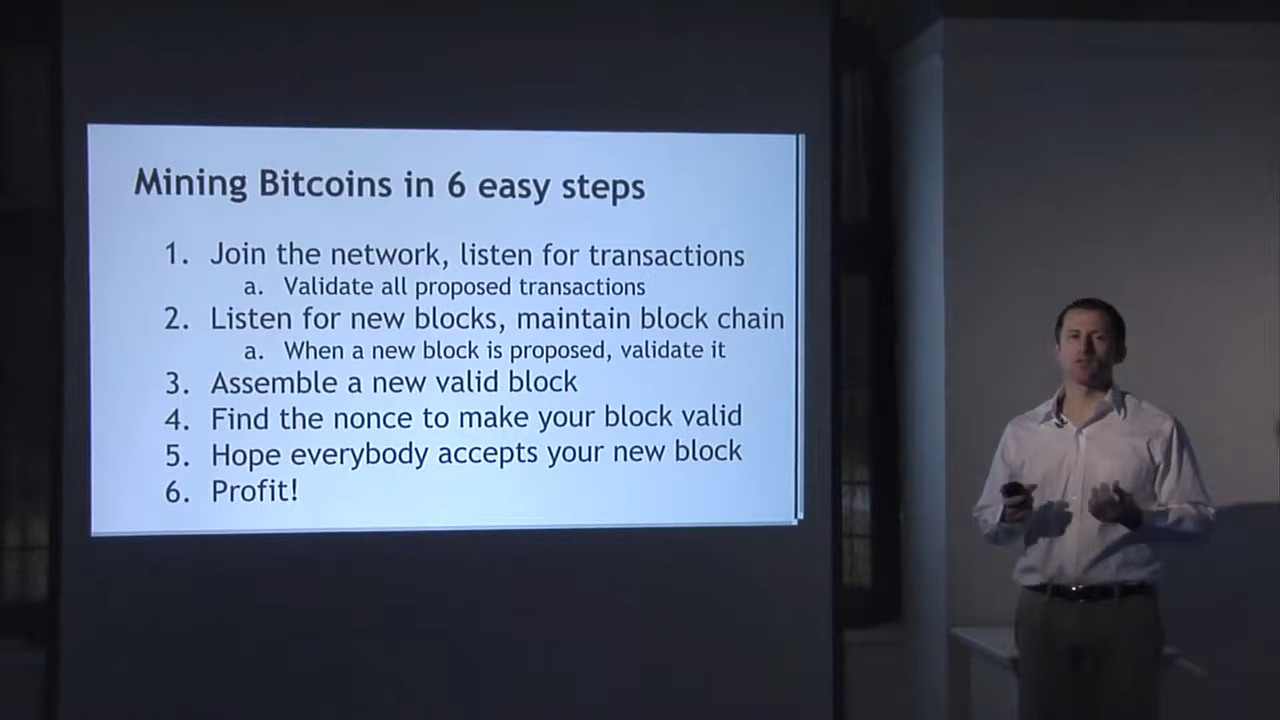 Mining Bitcoins in 6 easy steps
1. Join the network, listen for transactions
a. Validate all proposed transactions
2. Listen for new blocks, maintain block chain
a. When a new block is proposed, validate it
3. Assemble a new valid block
4. Find the nonce to make your block valid
5. Hope everybody accepts your new block
6. Profit!